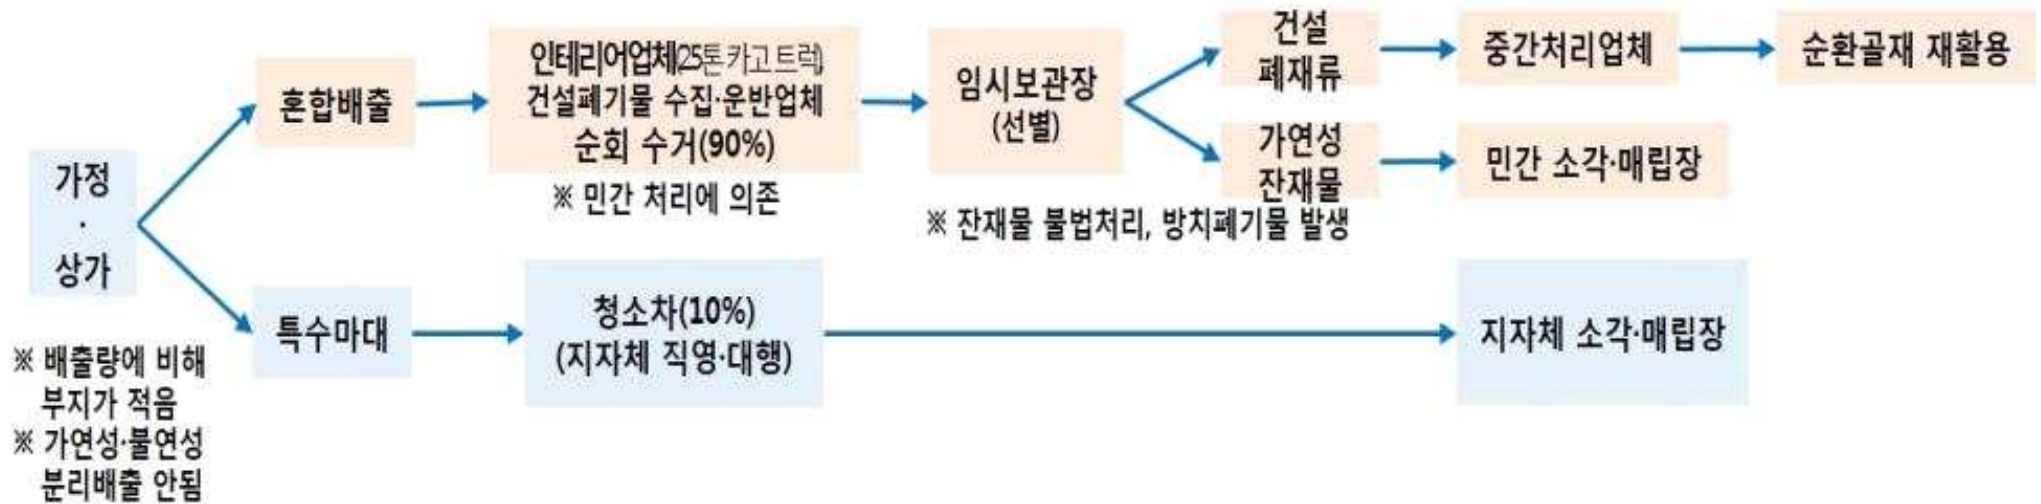 가정
·
상가
※ 배출량에 비해
부지가 적음
※ 가연성·불연성
분리배출 안됨
혼합배출
인테리어업체(25톤 카고 트럭)
건설폐기물 수집·운반업체
순회 수거(90%)
※ 민간 처리에 의존
임시보관장
(선별)
※ 잔재물 불법처리, 방치폐기물 발생
건설
폐재류
중간처리업체
순환골재 재활용
가연성
잔재물
민간 소각·매립장
특수마대
청소차(10%)
(지자체 직영·대행)
지자체 소각·매립장